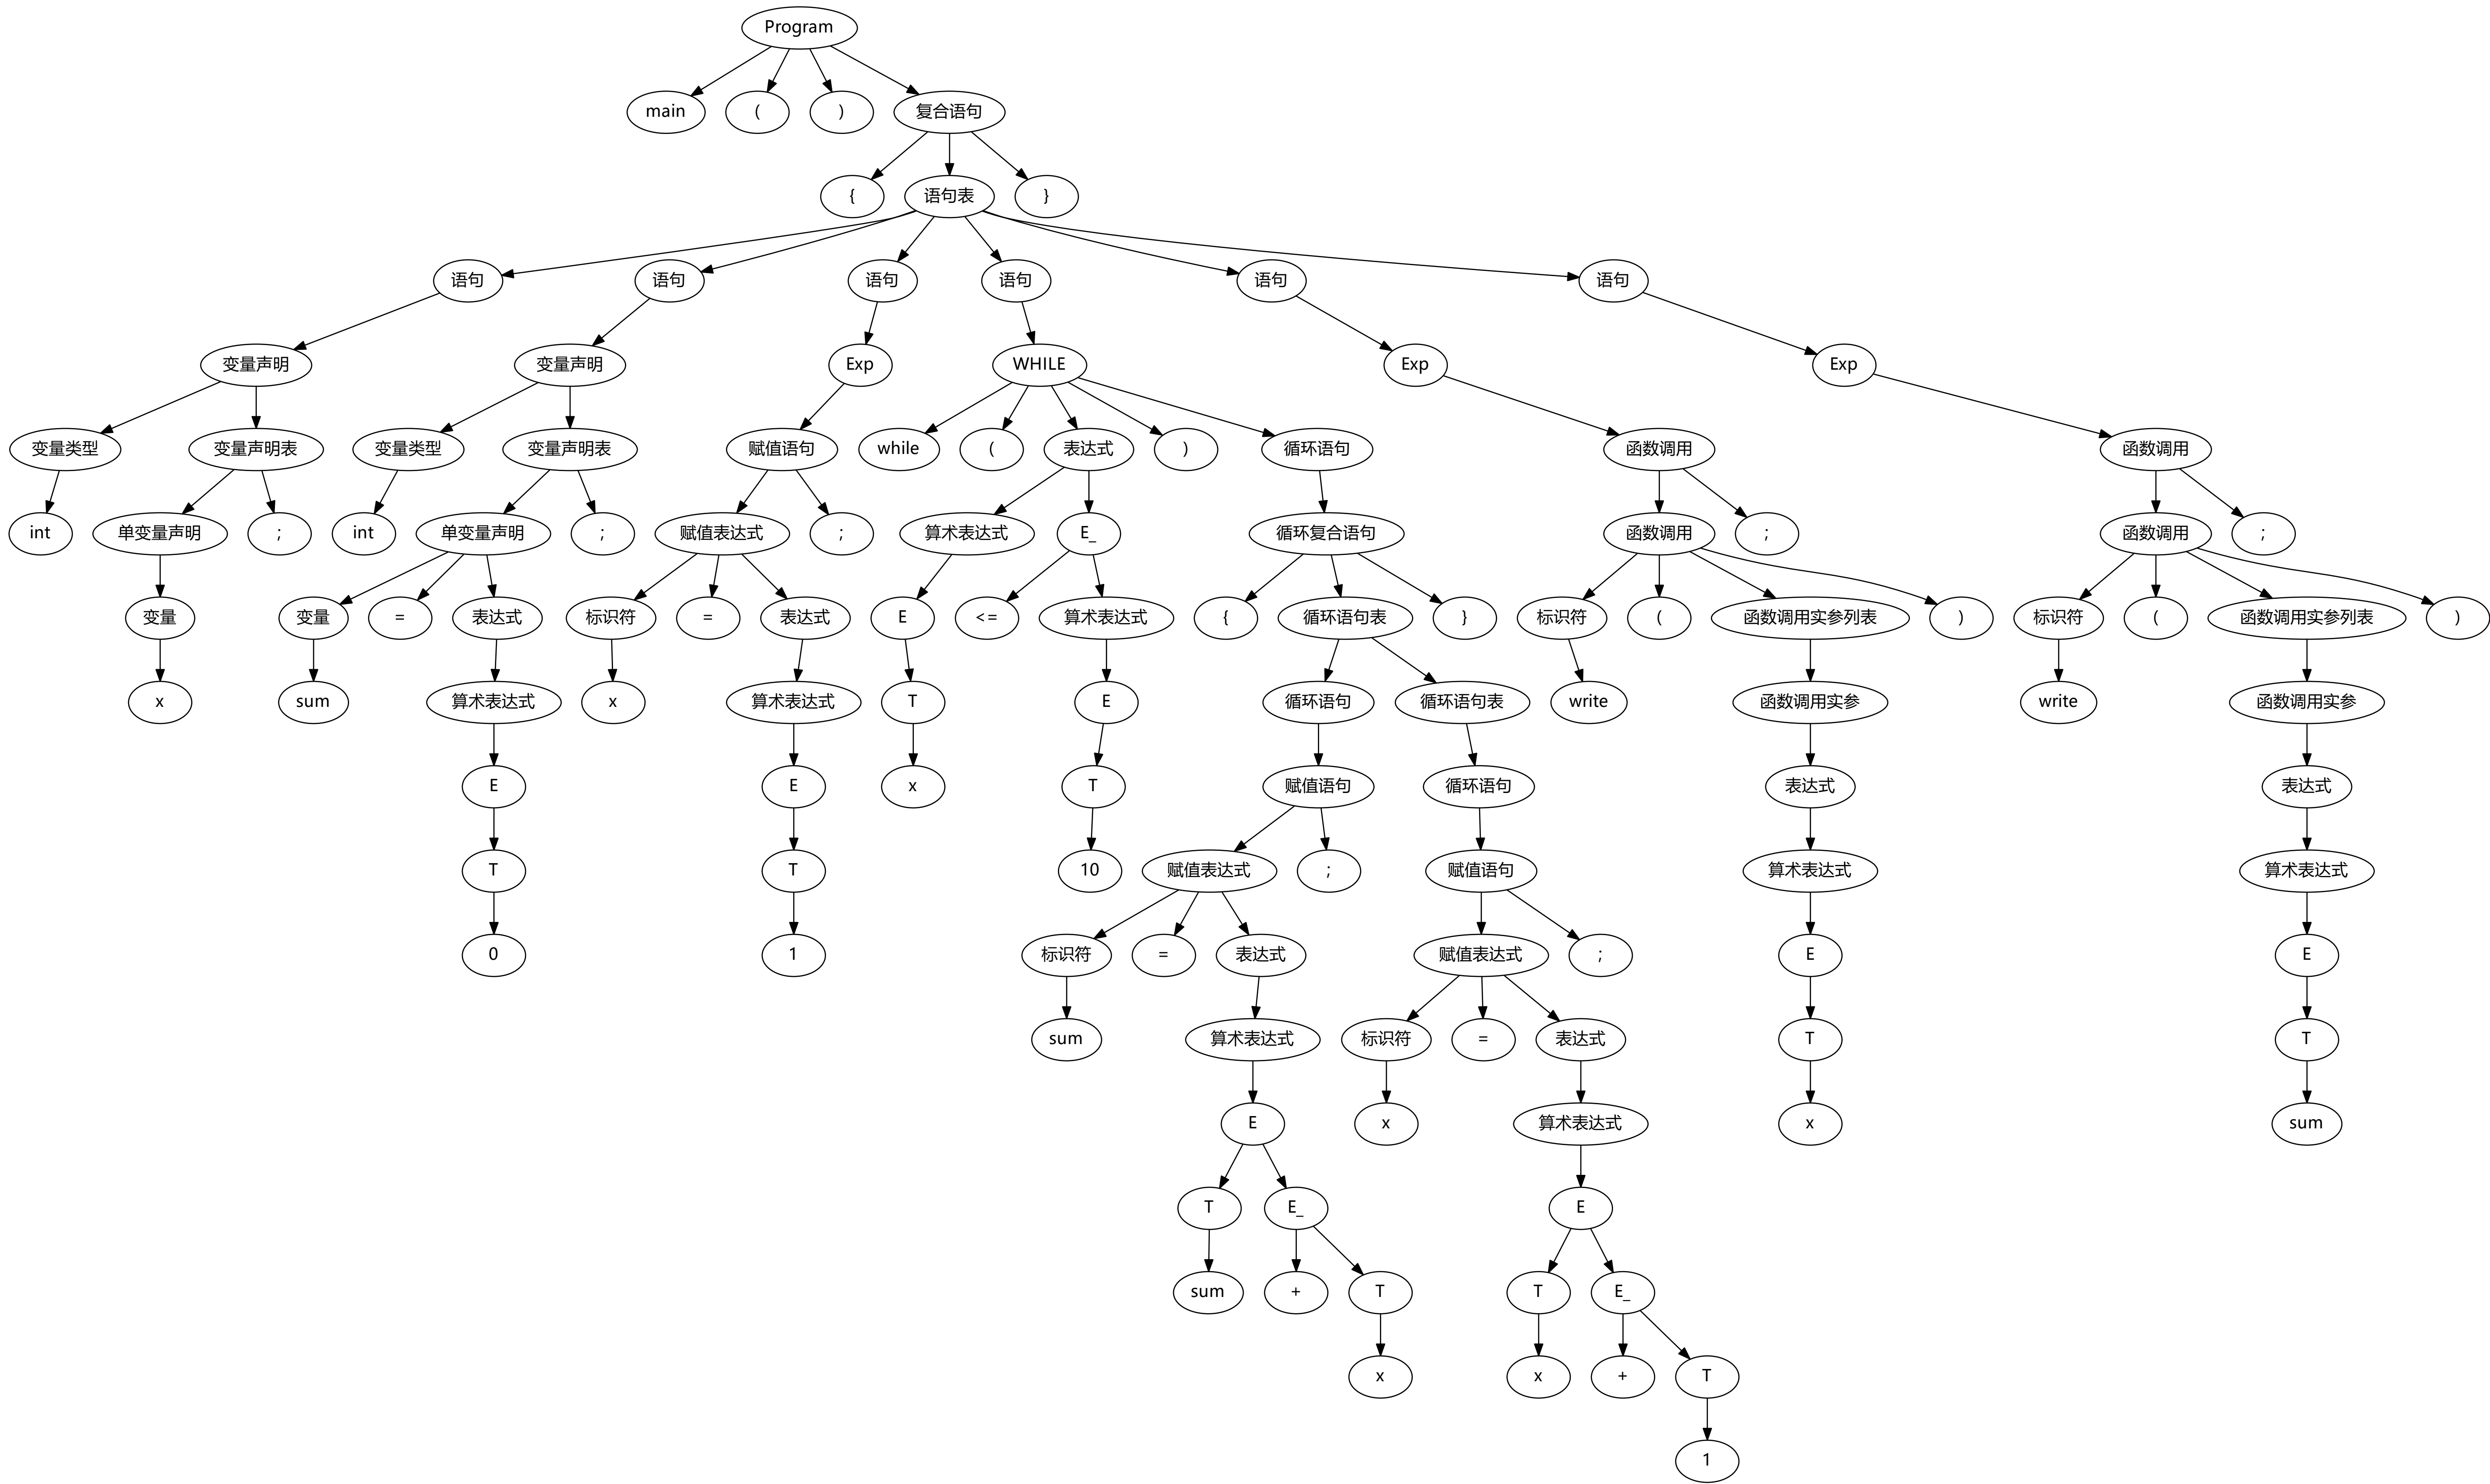 Program
main
(
)
复合语句
{
语句表
}
语句
语句
语句
语句
语句
语句
变量声明
变量声明
Exp
WHILE
Exp
Exp
变量类型
变量声明表
变量类型
变量声明表
赋值语句
while
(
表达式
)
循环语句
函数调用
函数调用
int
单变量声明
;
int
单变量声明
;
赋值表达式
;
算术表达式
E_
循环复合语句
函数调用
;
函数调用
;
变量
变量
=
表达式
标识符
=
表达式
E
<=
算术表达式
{
循环语句表
}
标识符
(
函数调用实参列表
)
标识符
(
函数调用实参列表
)
x
sum
算术表达式
x
算术表达式
T
E
循环语句
循环语句表
write
函数调用实参
write
函数调用实参
E
E
x
T
赋值语句
循环语句
表达式
表达式
T
T
10
赋值表达式
;
赋值语句
算术表达式
算术表达式
0
1
标识符
=
表达式
赋值表达式
;
E
E
sum
算术表达式
标识符
=
表达式
T
T
E
x
算术表达式
x
sum
T
E_
E
sum
+
T
T
E_
x
x
+
T
1